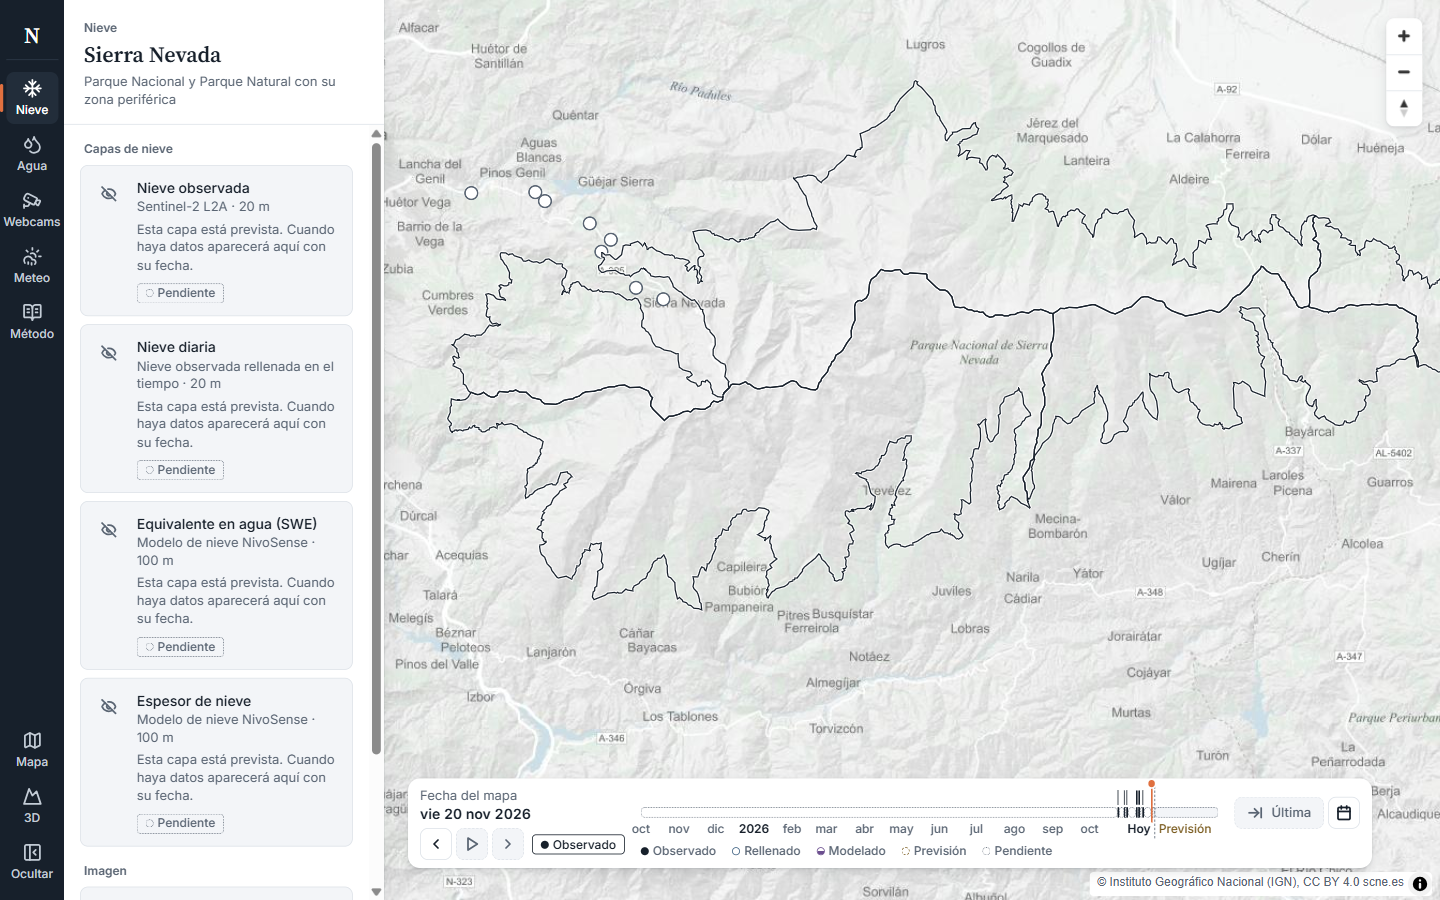 N
Nieve
Agua
Webcams
Meteo
Método
Mapa
3D
Ocultar
Nieve
Sierra Nevada
Parque Nacional y Parque Natural con su
zona periférica
Capas de nieve
Nieve observada
Sentinel-2 L2A · 20 m
Esta capa está prevista. Cuando
haya datos aparecerá aquí con
su fecha.
Pendiente
Nieve diaria
Nieve observada rellenada en el
tiempo · 20 m
Esta capa está prevista. Cuando
haya datos aparecerá aquí con
su fecha.
Pendiente
Equivalente en agua (SWE)
Modelo de nieve NivoSense ·
100 m
Esta capa está prevista. Cuando
haya datos aparecerá aquí con
su fecha.
Pendiente
Espesor de nieve
Modelo de nieve NivoSense ·
100 m
Esta capa está prevista. Cuando
haya datos aparecerá aquí con
su fecha.
Pendiente
Imagen
Alfacar
Huétor de
Santillán
Lugros
Cogollos de
Guadix
Río Padules
A-92
Quéntar
Jérez del
Marquesado
La Calahorra
Dólar
Huéneja
Ferreira
Lanteira
Aldeire
Aguas
Blancas
Lancha del
Genil
Pinos Genil
Güéjar Sierra
Huétor Vega
Barrio de la
Vega
Zubia
A-395
Cumbres
Verdes
Sierra Nevada
Parque Nacional de Sierra
Nevada
Bayárcal
A-337
AL-5402
Trevélez
Laroles
Mairena
Picena
Guarros
Válor
rchena
Dúrcal
Mecina-
Bombarón
char
Acequias
Alcolea
Cherín
Ugíjar
Capileira
Yátor
Narila
Bubión
Juviles
Cádiar
A-348
Talará
Pampaneira
Pitres
Busquístar
Ferreirola
Melegís
Béznar
Peloteos
Cáñar
Bayacas
Lobras
Jorairátar
Lanjarón
Notáez
A-347
Pinos del Valle
Cojáyar
Almegíjar
Izbor
Órgiva
Los Tablones
Murtas
Parque Periurban
Torvizcón
A-346
Turón
La
Peñarrodada
Berja
Alcaudique
N-323
Sorvilán
Albuñol
Fecha del mapa
vie 20 nov 2026
Observado
oct nov dic 2026 feb mar abr may jun jul ago sep oct Hoy Previsión
Observado Rellenado Modelado Previsión Pendiente
Última
© Instituto Geográfico Nacional (IGN), CC BY 4.0 scne.es